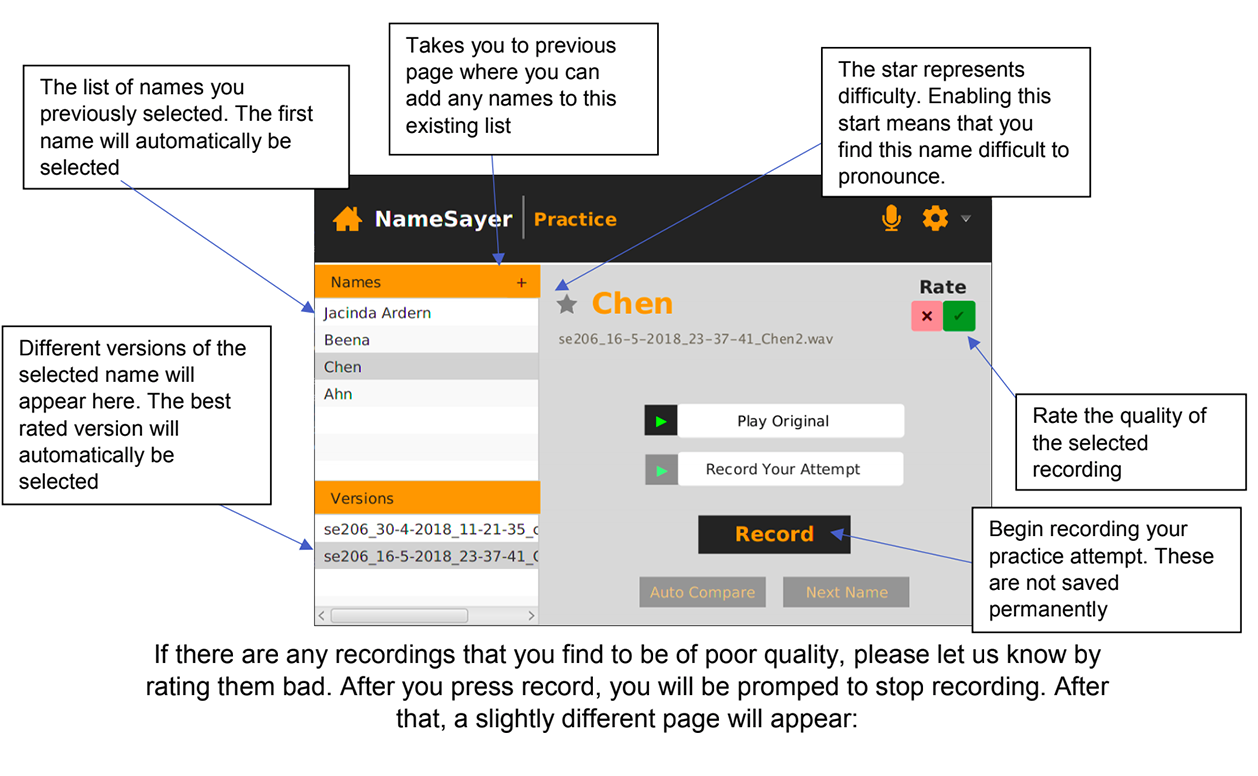 Takes you to previous
page where you can
add any names to this
existing list
The star represents
difficulty. Enabling this
start means that you
find this name difficult to
pronounce.
The list of names you
previously selected. The first
name will automatically be
selected
NameSayer
Practice
Names +
Jacinda Ardern
Beena
Chen
Ahn
Chen
se206_16-5-2018_23-37-41_Chen2.wav
Rate
Different versions of the
selected name will
appear here. The best
rated version will
automatically be
selected
Play Original
Record Your Attempt
Rate the quality of
the selected
recording
Versions
se206_30-4-2018_11-21-35_c
se206_16-5-2018_23-37-41_C
Record
Begin recording your
practice attempt. These
are not saved
permanently
Auto Compare
Next Name
If there are any recordings that you find to be of poor quality, please let us know by
rating them bad. After you press record, you will be promped to stop recording. After
that, a slightly different page will appear: